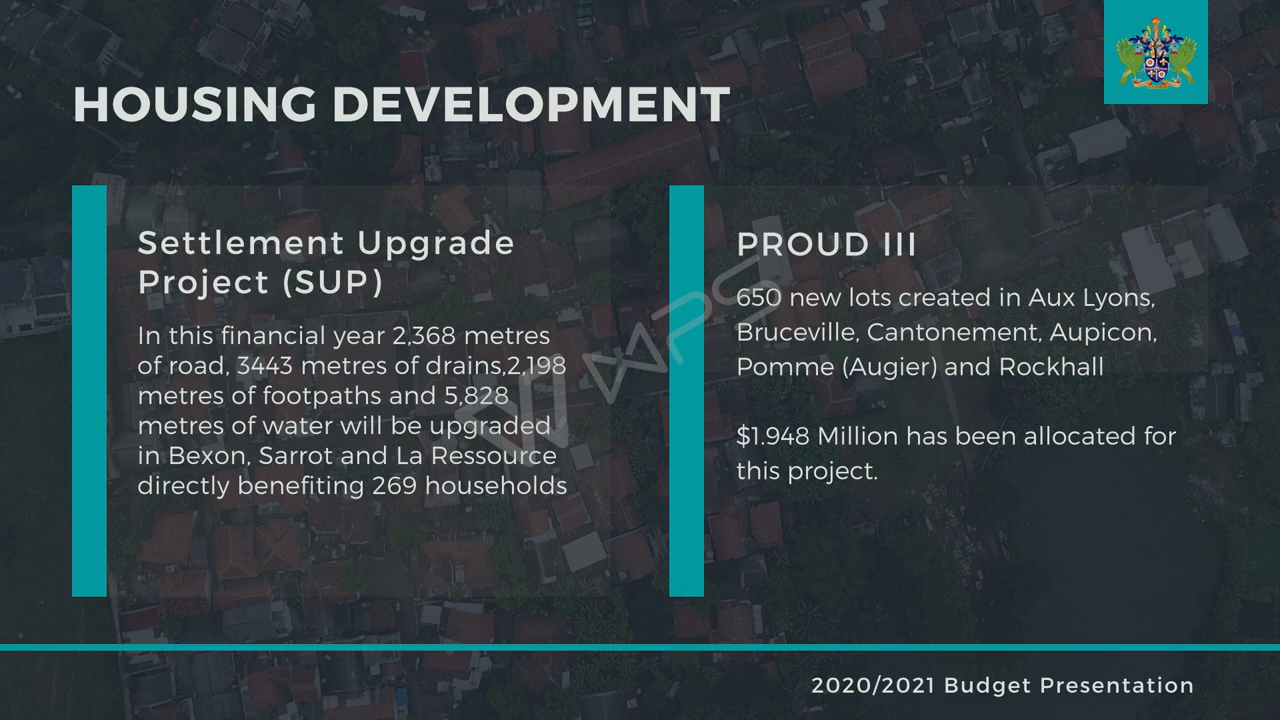 HOUSING DEVELOPMENT
Settlement Upgrade
Project (SUP)
In this financial year 2,368 metres
of road, 3443 metres of drains,2,198
metres of footpaths and 5,828
metres of water will be upgraded
in Bexon, Sarrot and La Ressource
directly benefiting 269 households
PROUD III
650 new lots created in Aux Lyons,
Bruceville, Cantonement, Aupicon,
Pomme (Augier) and Rockhall
$1.948 Million has been allocated for
this project.
2020/2021 Budget Presentation